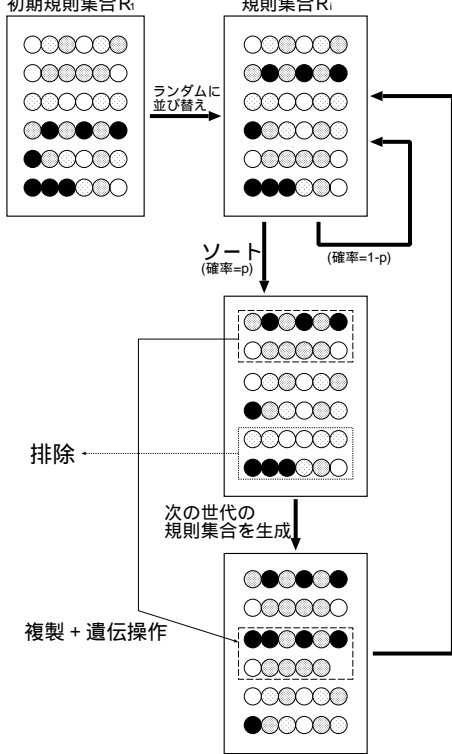 初期規則集合R1
規則集合Ri
ランダムに
並び替え
ソート
(確率=p)
(確率=1-p)
排除
次の世代の
規則集合を生成
複製 + 遺伝操作